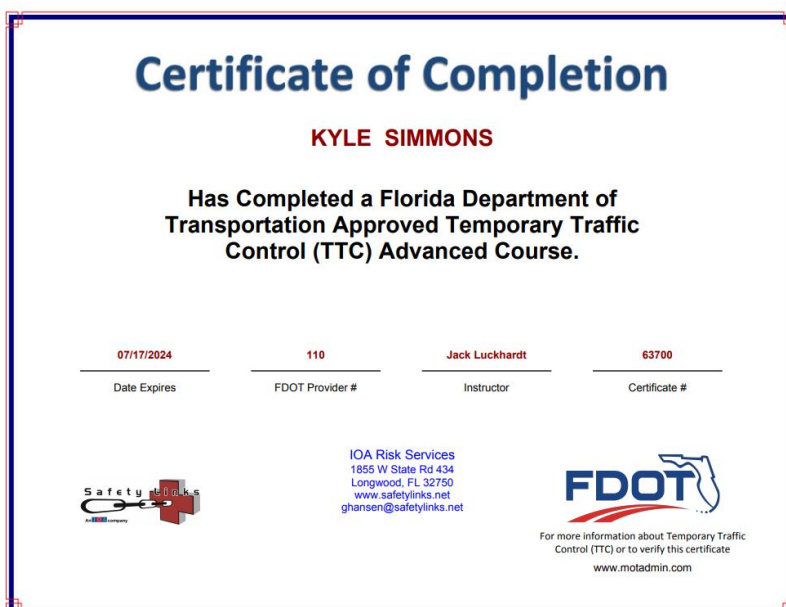 Certificate of Completion
KYLE SIMMONS
Has Completed a Florida Department of
Transportation Approved Temporary Traffic
Control (TTC) Advanced Course.
07/17/2024
110
Jack Luckhardt
63700
Date Expires
FDOT Provider #
Instructor
Certificate #
Safety Links
An IOA company
IOA Risk Services
1855 W State Rd 434
Longwood, FL 32750
www.safetylinks.net
ghansen@safetylinks.net
FDOT
For more information about Temporary Traffic
Control (TTC) or to verify this certificate
www.motadmin.com